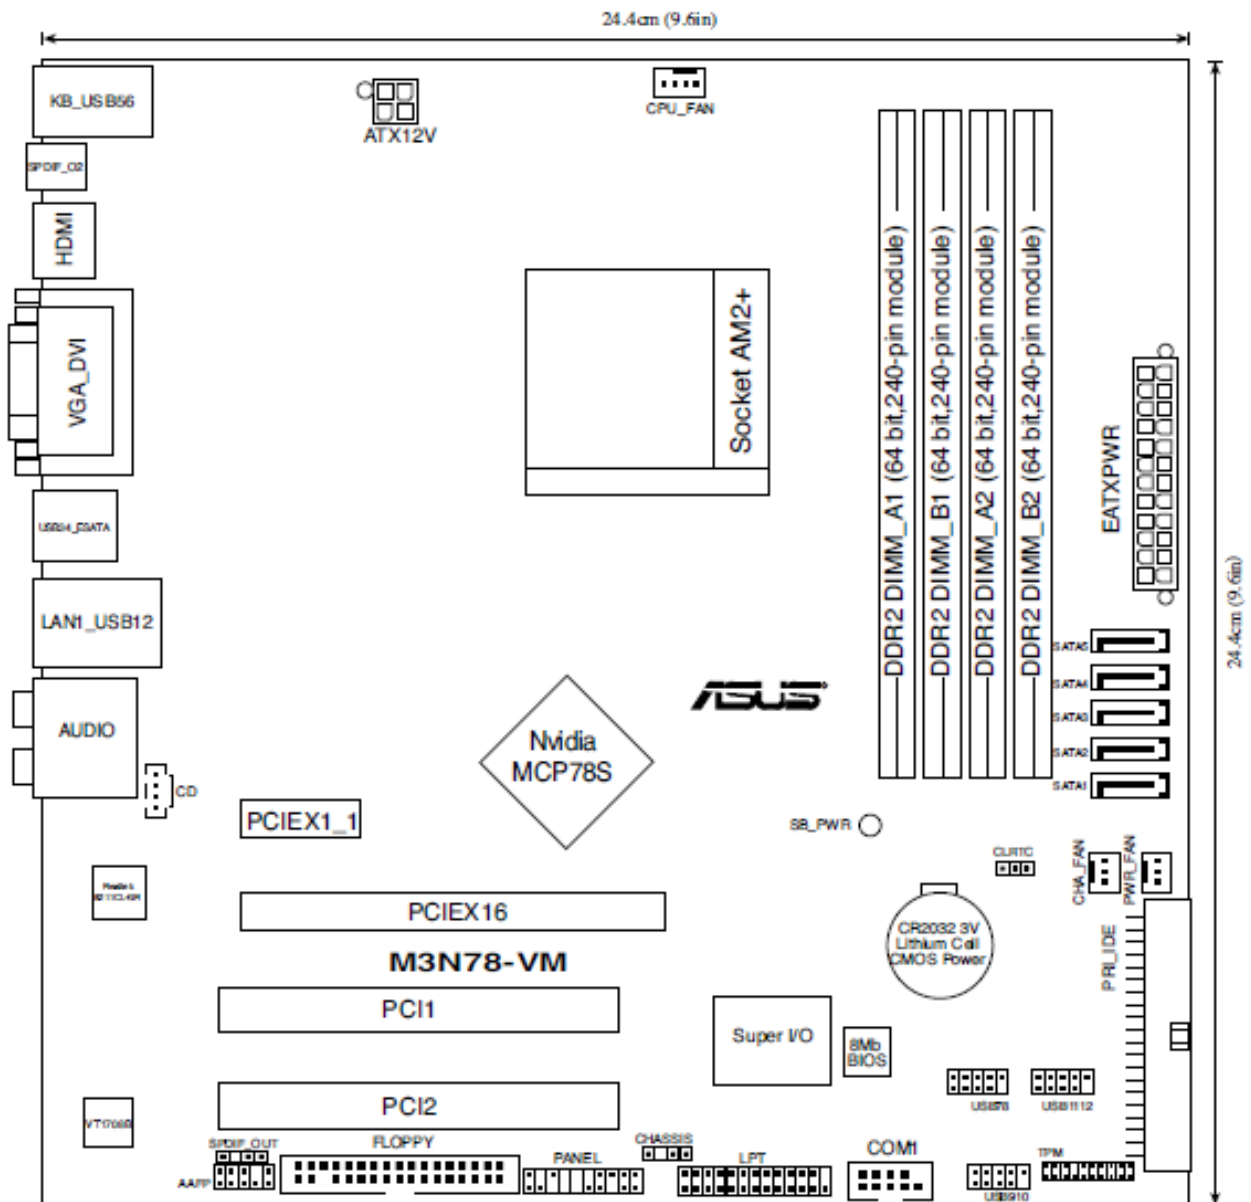 24.4cm (9.6in)
KB_USB56
ATX12V
CPU_FAN
SPDIF_O2
HDMI
VGA_DVI
Socket AM2+
DDR2 DIMM_A1 (64 bit,240-pin module)
DDR2 DIMM_B1 (64 bit,240-pin module)
DDR2 DIMM_A2 (64 bit,240-pin module)
DDR2 DIMM_B2 (64 bit,240-pin module)
EATXPWR
24.4cm (9.6in)
USB34_ESATA
LAN1_USB12
AUDIO
CD
ASUS
Nvidia
MCP78S
SATA5
SATA4
SATA3
SATA2
SATA1
PCIEX1_1
SB_PWR
CLRTC
CHA_FAN
PWR_FAN
PCIEX16
CR2032 3V
Lithium Cell
CMOS Power
PRI_IDE
M3N78-VM
PCI1
Super I/O
8Mb
BIOS
PCI2
USB78
USB1112
SPDIF_OUT
FLOPPY
CHASSIS
PANEL
LPT
COM1
TPM
AAFP
USB910